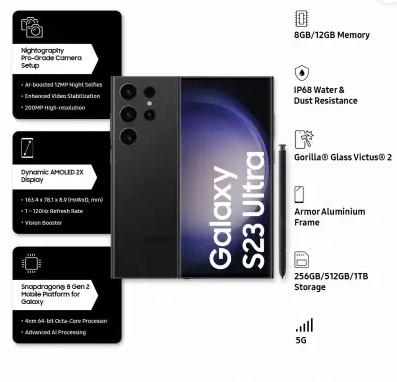 Nightography
Pro-Grade Camera
Setup
• AI-boosted 12MP Night Selfies
• Enhanced Video Stabilization
• 200MP High-resolution
Dynamic AMOLED 2X
Display
• 163.4 x 78.1 x 8.9 (HxWxD, mm)
• 1 ~ 120Hz Refresh Rate
• Vision Booster
Snapdragon® 8 Gen 2
Mobile Platform for
Galaxy
• 4nm 64-bit Octa-Core Processor
• Advanced AI Processing
Galaxy
S23 Ultra
8GB/12GB Memory
IP68 Water &
Dust Resistance
Gorilla® Glass Victus® 2
Armor Aluminium
Frame
256GB/512GB/1TB
Storage
5G